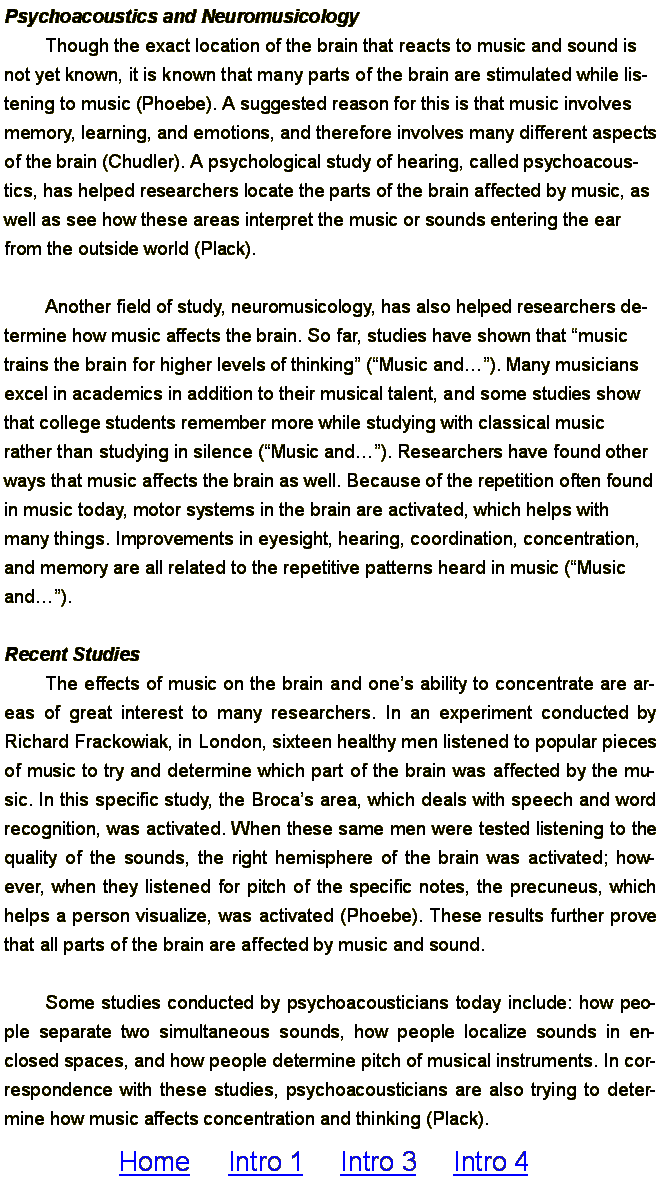 Psychoacoustics and Neuromusicology
Though the exact location of the brain that reacts to music and sound is
not yet known, it is known that many parts of the brain are stimulated while lis-
tening to music (Phoebe). A suggested reason for this is that music involves
memory, learning, and emotions, and therefore involves many different aspects
of the brain (Chudler). A psychological study of hearing, called psychoacous-
tics, has helped researchers locate the parts of the brain affected by music, as
well as see how these areas interpret the music or sounds entering the ear
from the outside world (Plack).
Another field of study, neuromusicology, has also helped researchers de-
termine how music affects the brain. So far, studies have shown that “music
trains the brain for higher levels of thinking” (“Music and…”). Many musicians
excel in academics in addition to their musical talent, and some studies show
that college students remember more while studying with classical music
rather than studying in silence (“Music and…”). Researchers have found other
ways that music affects the brain as well. Because of the repetition often found
in music today, motor systems in the brain are activated, which helps with
many things. Improvements in eyesight, hearing, coordination, concentration,
and memory are all related to the repetitive patterns heard in music (“Music
and…”).
Recent Studies
The effects of music on the brain and one’s ability to concentrate are ar-
eas of great interest to many researchers. In an experiment conducted by
Richard Frackowiak, in London, sixteen healthy men listened to popular pieces
of music to try and determine which part of the brain was affected by the mu-
sic. In this specific study, the Broca’s area, which deals with speech and word
recognition, was activated. When these same men were tested listening to the
quality of the sounds, the right hemisphere of the brain was activated; how-
ever, when they listened for pitch of the specific notes, the precuneus, which
helps a person visualize, was activated (Phoebe). These results further prove
that all parts of the brain are affected by music and sound.
Some studies conducted by psychoacousticians today include: how peo-
ple separate two simultaneous sounds, how people localize sounds in en-
closed spaces, and how people determine pitch of musical instruments. In cor-
respondence with these studies, psychoacousticians are also trying to deter-
mine how music affects concentration and thinking (Plack).
Home Intro 1 Intro 3 Intro 4